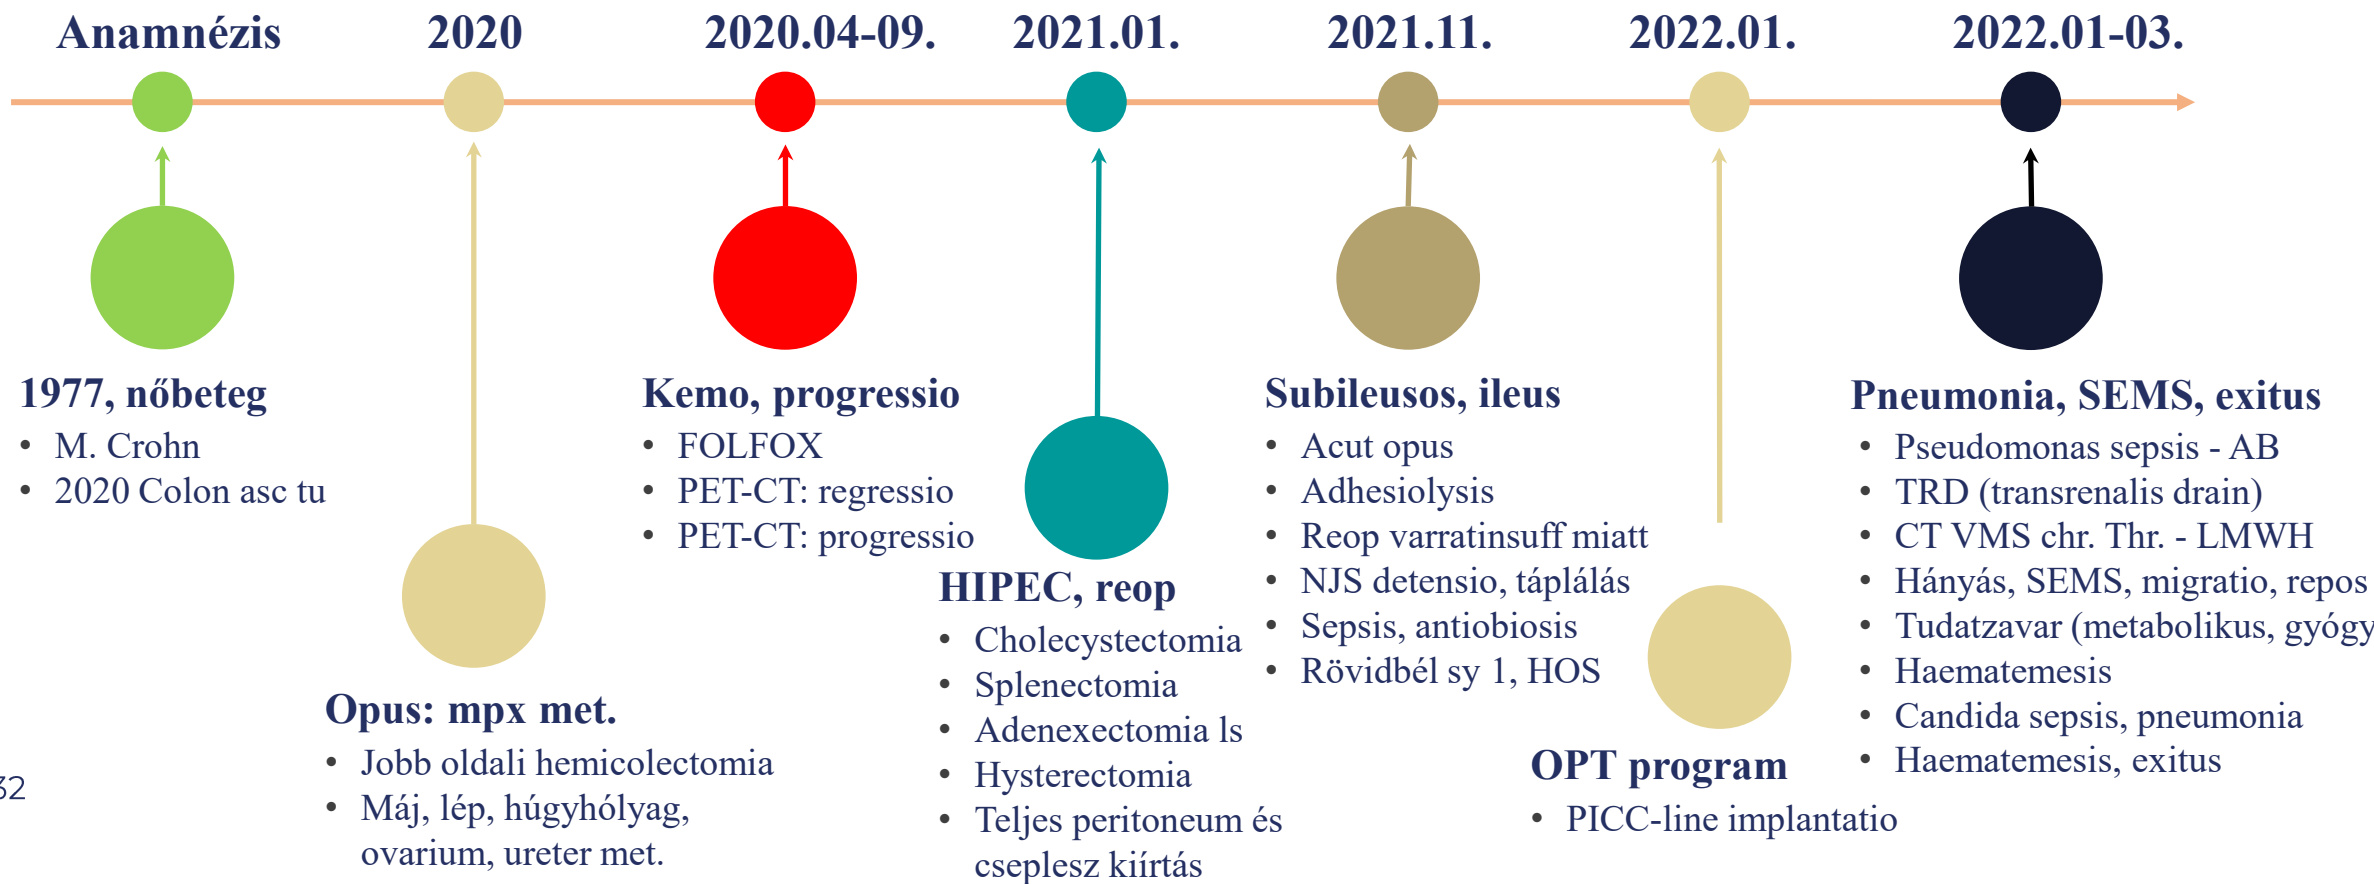 Anamnézis
2020
2020.04-09.
2021.01.
2021.11.
2022.01.
2022.01-03.
1977, nőbeteg
• M. Crohn
• 2020 Colon asc tu
Opus: mpx met.
• Jobb oldali hemicolectomia
• Máj, lép, húgyhólyag,
ovarium, ureter met.
Kemo, progressio
• FOLFOX
• PET-CT: regressio
• PET-CT: progressio
HIPEC, reop
• Cholecystectomia
• Splenectomia
• Adenexectomia ls
• Hysterectomia
• Teljes peritoneum és
cseplesz kiírtás
Subileusos, ileus
• Acut opus
• Adhesiolysis
• Reop varratinsuff miatt
• NJS detensio, táplálás
• Sepsis, antiobiosis
• Rövidbél sy 1, HOS
OPT program
• PICC-line implantatio
Pneumonia, SEMS, exitus
• Pseudomonas sepsis - AB
• TRD (transrenalis drain)
• CT VMS chr. Thr. - LMWH
• Hányás, SEMS, migratio, repos
• Tudatzavar (metabolikus, gyógy
• Haematemesis
• Candida sepsis, pneumonia
• Haematemesis, exitus
32